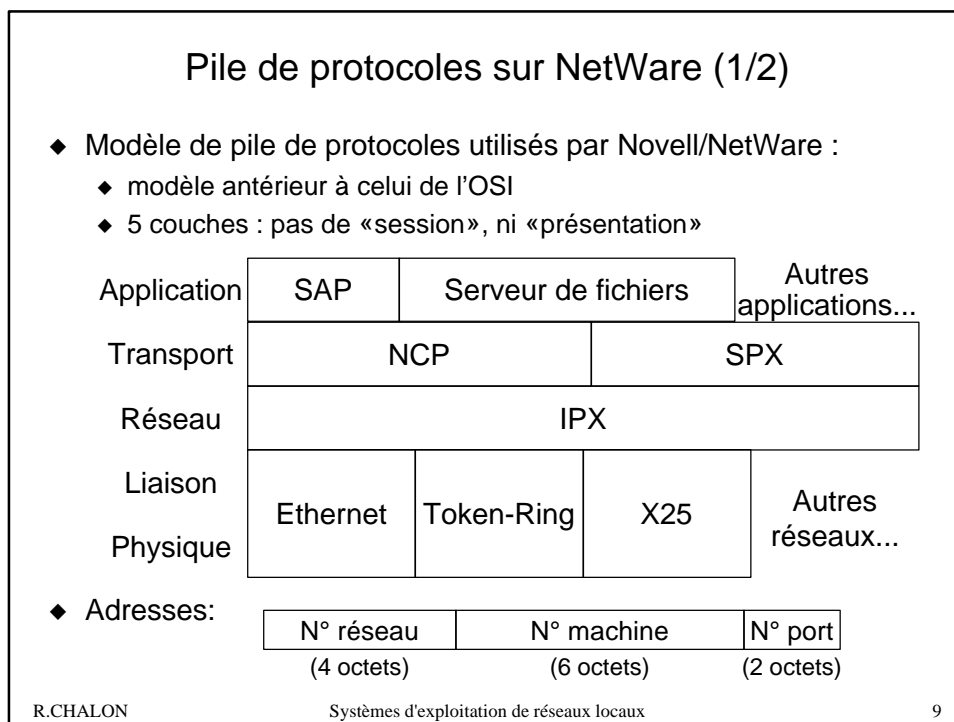 Pile de protocoles sur NetWare (1/2)
◆ Modèle de pile de protocoles utilisés par Novell/NetWare :
◆ modèle antérieur à celui de l'OSI
◆ 5 couches : pas de «session», ni «présentation»
Application
SAP
Serveur de fichiers
Autres
applications...
Transport
NCP
SPX
Réseau
IPX
Liaison
Physique
Ethernet
Token-Ring
X25
Autres
réseaux...
◆ Adresses:
N° réseau
N° machine
N° port
(4 octets)
(6 octets)
(2 octets)
R.CHALON
Systèmes d'exploitation de réseaux locaux
9